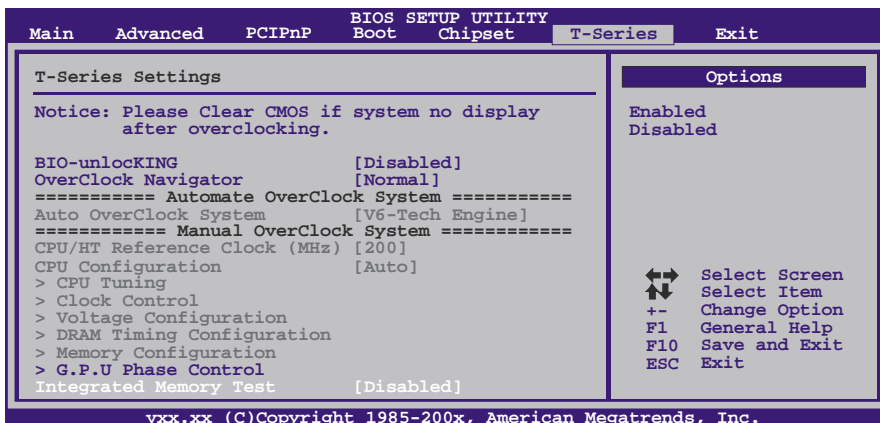 BIOS SETUP UTILITY
Main Advanced PCIPnP Boot Chipset T-Series Exit
T-Series Settings
Notice: Please Clear CMOS if system no display
after overclocking.
BIO-unlocKING [Disabled]
OverClock Navigator [Normal]
=========== Automate OverClock System ===========
Auto OverClock System [V6-Tech Engine]
============ Manual OverClock System ============
CPU/HT Reference Clock (MHz) [200]
CPU Configuration [Auto]
> CPU Tuning
> Clock Control
> Voltage Configuration
> DRAM Timing Configuration
> Memory Configuration
> G.P.U Phase Control
Integrated Memory Test [Disabled]
Options
Enabled
Disabled
Select Screen
Select Item
+- Change Option
F1 General Help
F10 Save and Exit
ESC Exit
vxx.xx (C)Copyright 1985-200x, American Megatrends, Inc.